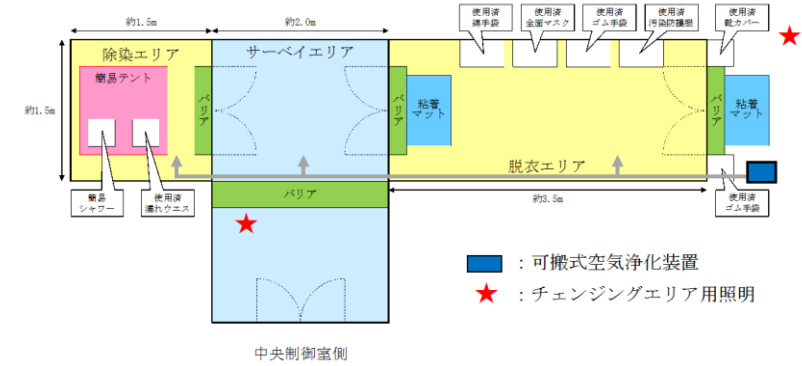 約1.5m
約2.0m
使用済
綿手袋
使用済
全面マスク
使用済
ゴム手袋
使用済
汚染防護服
使用済
靴カバー
除染エリア
サーベイエリア
簡易テント
バリア
バリア
粘着
マット
バリア
粘着
マット
約1.5m
脱衣エリア
簡易
シャワー
使用済
濡れウエス
バリア
約3.5m
使用済
ゴム手袋
：可搬式空気浄化装置
：チェンジングエリア用照明
中央制御室側